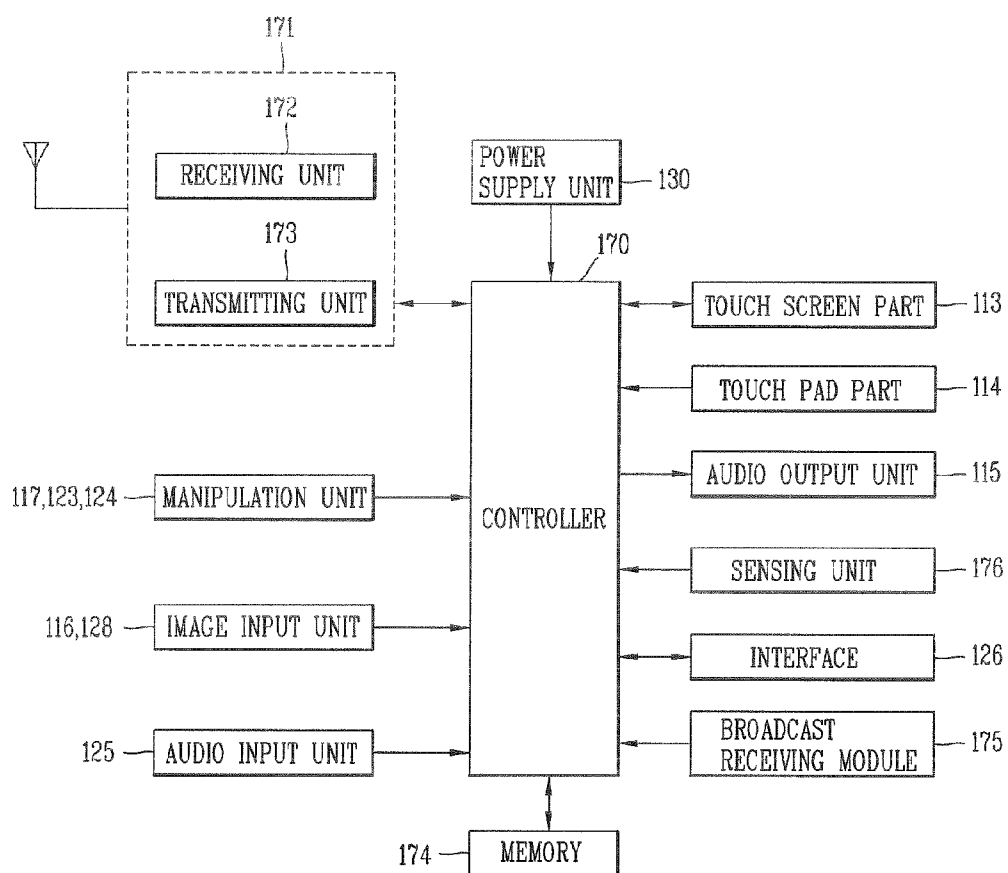 171
172
RECEIVING UNIT
173
TRANSMITTING UNIT
POWER
SUPPLY UNIT
130
170
CONTROLLER
TOUCH SCREEN PART
113
TOUCH PAD PART
114
117,123,124
MANIPULATION UNIT
AUDIO OUTPUT UNIT
115
SENSING UNIT
176
116,128
IMAGE INPUT UNIT
INTERFACE
126
125
AUDIO INPUT UNIT
BROADCAST
RECEIVING MODULE
175
174
MEMORY